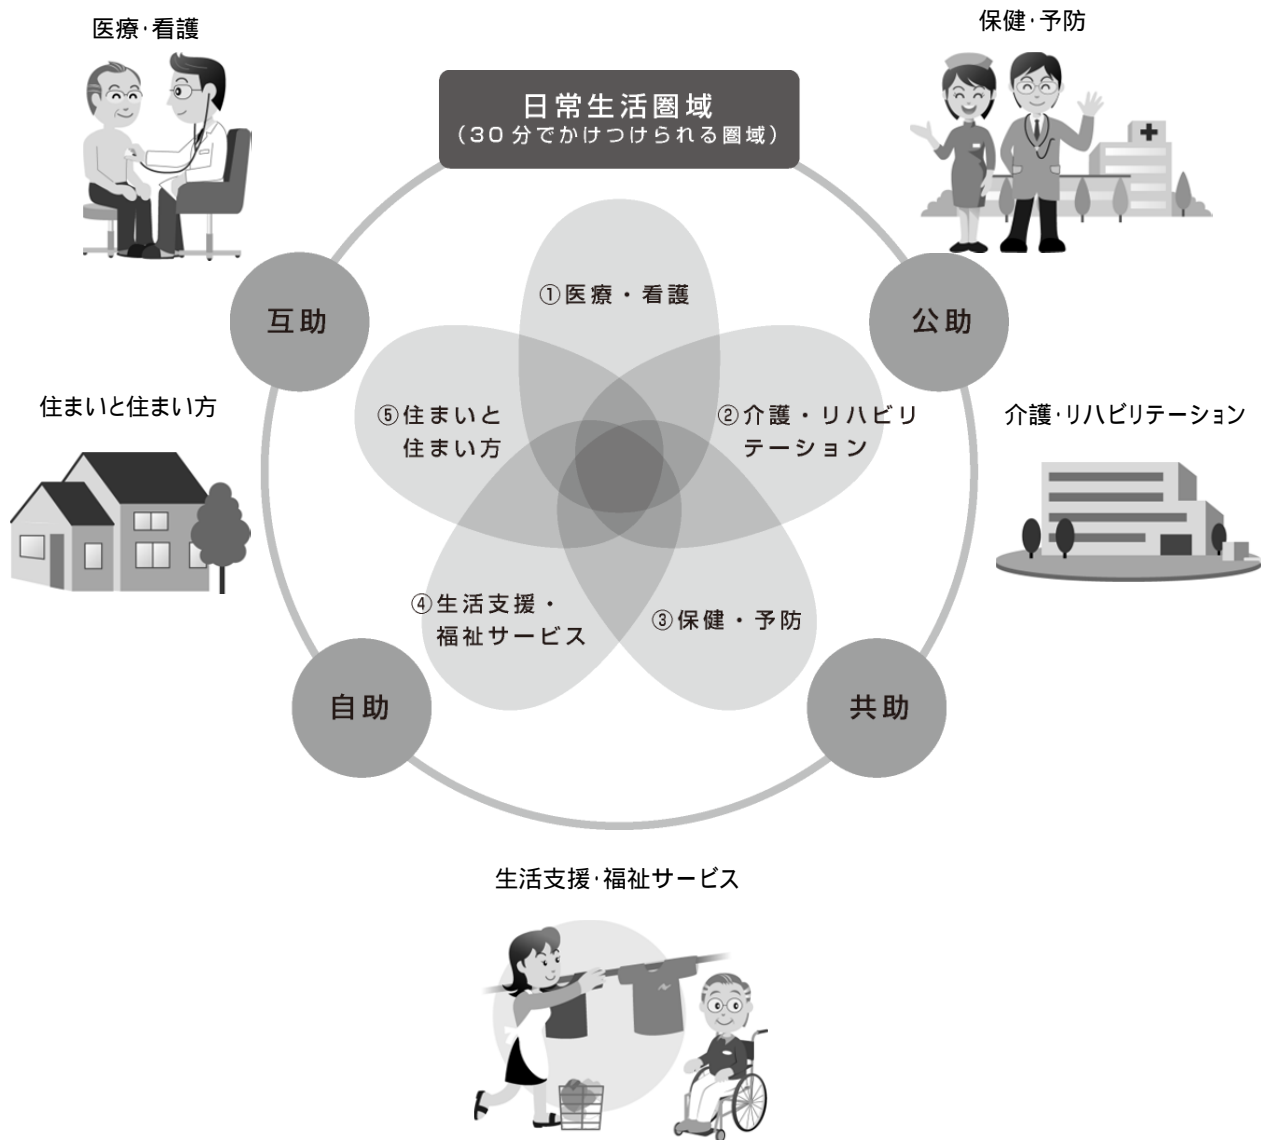 医療・看護
保健・予防
日常生活圏域
(30分でかけつけられる圏域)
①医療・看護
互助
公助
住まいと住まい方
⑤住まいと
住まい方
②介護・リハビリ
テーション
介護・リハビリテーション
④生活支援・
福祉サービス
③保健・予防
自助
共助
生活支援・福祉サービス